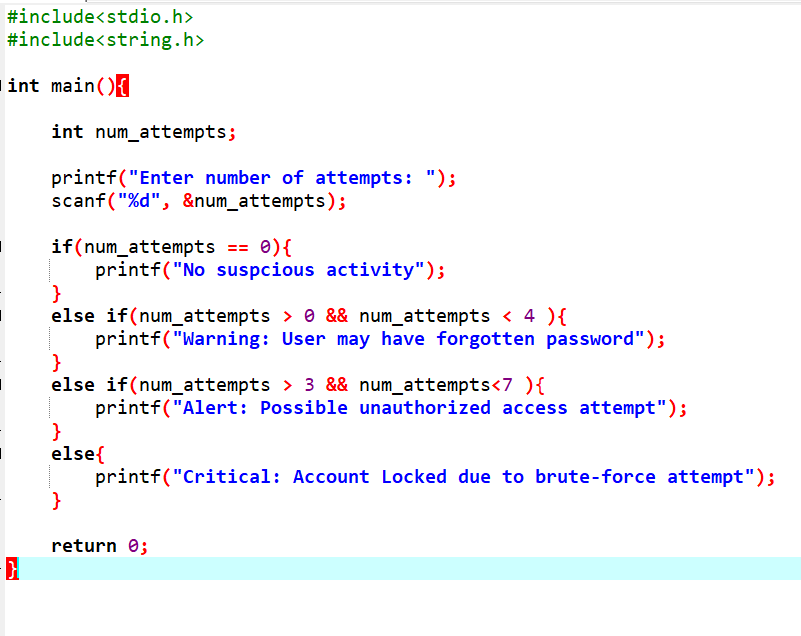 #include<stdio.h>
#include<string.h>
int main(){
int num_attempts;
printf("Enter number of attempts: ");
scanf("%d", &num_attempts);
if(num_attempts == 0){
printf("No suspcious activity");
}
else if(num_attempts > 0 && num_attempts < 4 ){
printf("Warning: User may have forgotten password");
}
else if(num_attempts > 3 && num_attempts<7 ){
printf("Alert: Possible unauthorized access attempt");
}
else{
printf("Critical: Account Locked due to brute-force attempt");
}
return 0;
}